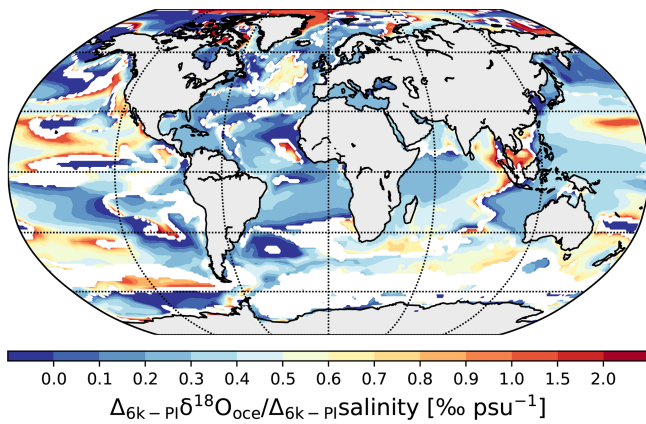 0.0 0.1 0.2 0.3 0.4 0.5 0.6 0.7 0.8 0.9 1.0 1.5 2.0
Δ₆ₖ₋PIδ¹⁸Oₒcₑ/Δ₆ₖ₋PIsalinity [‰ psu⁻¹]